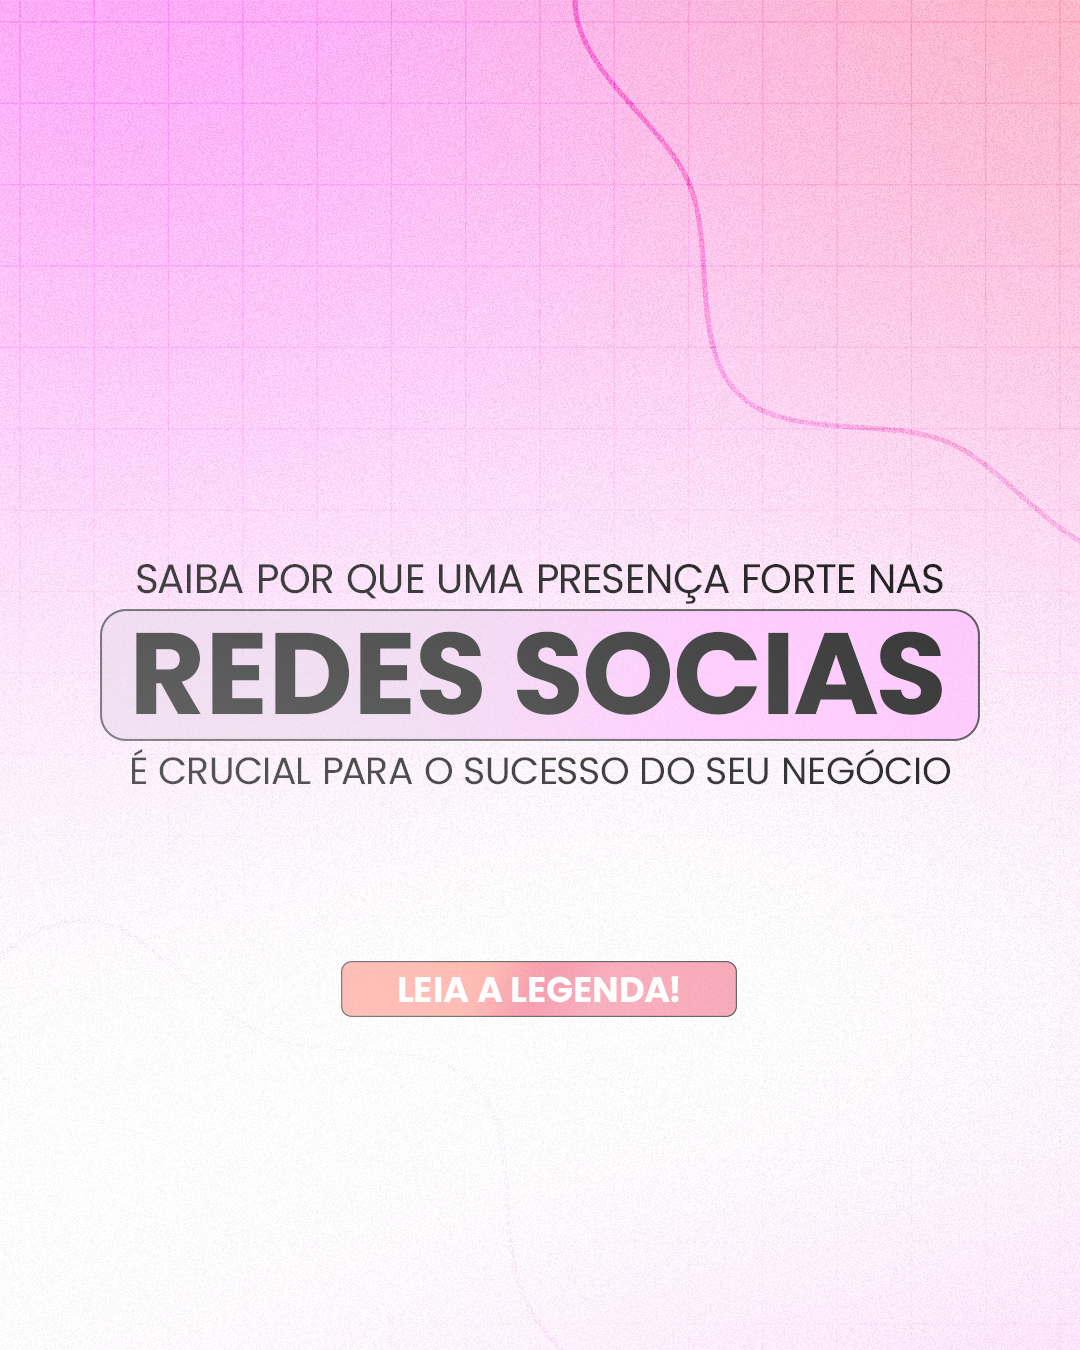 SAIBA POR QUE UMA PRESENÇA FORTE NAS
REDES SOCIAS
É CRUCIAL PARA O SUCESSO DO SEU NEGÓCIO
LEIA A LEGENDA!